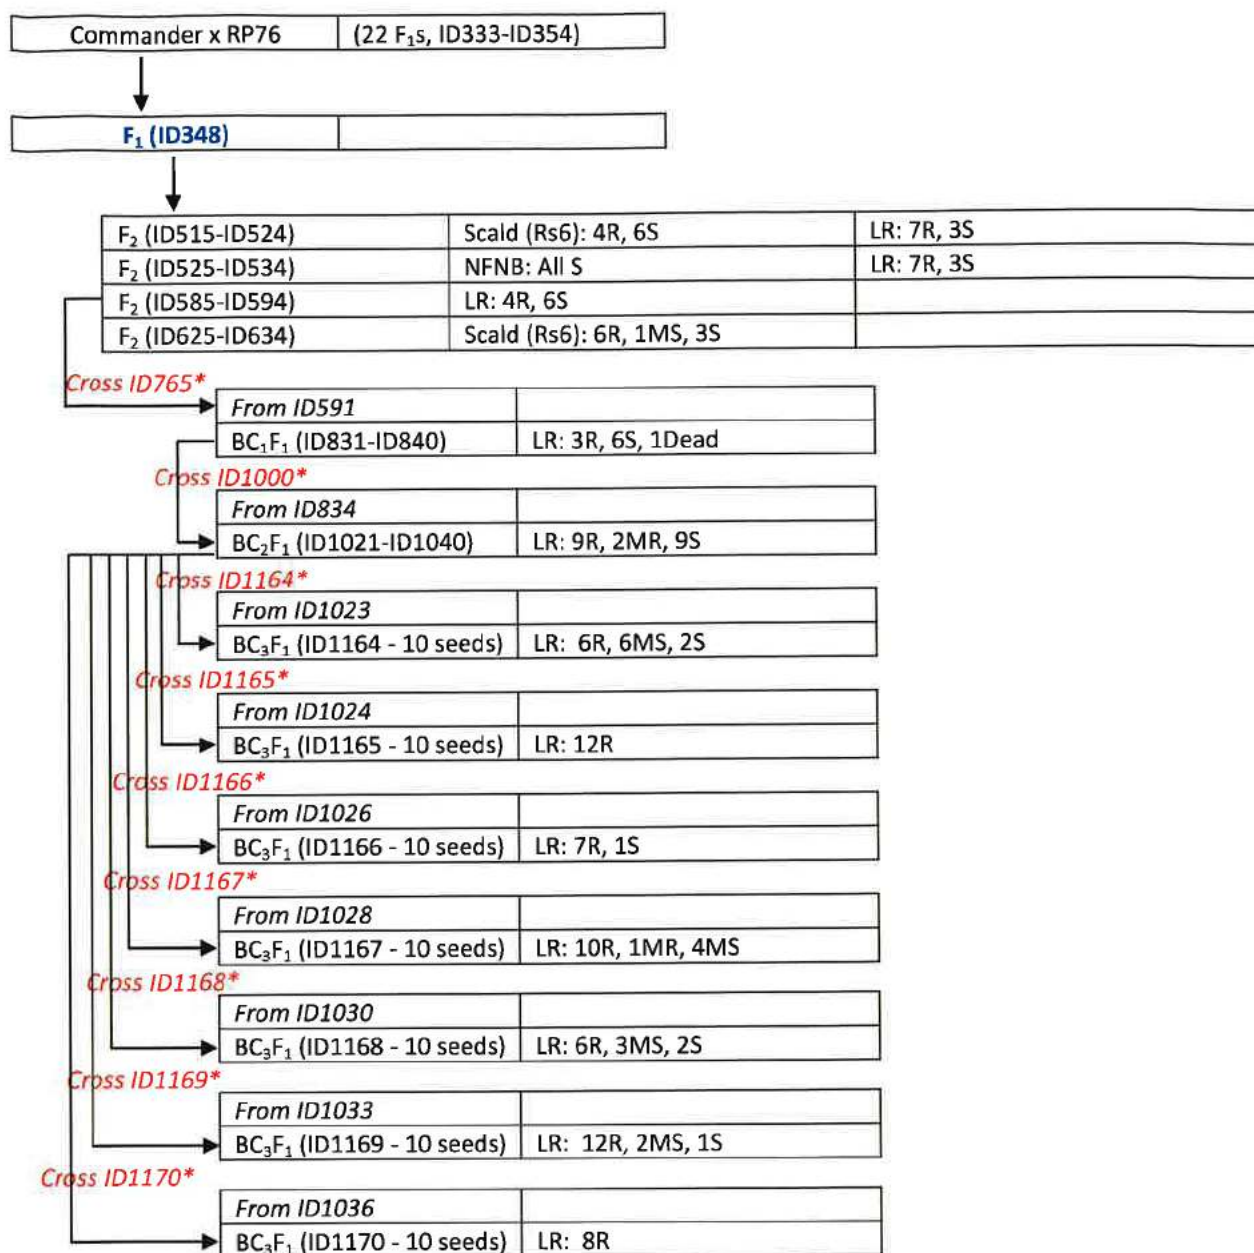 Commander x RP76 (22 F₁s, ID333-ID354)
F₁ (ID348)
F₂ (ID515-ID524) Scald (Rs6): 4R, 6S LR: 7R, 3S
F₂ (ID525-ID534) NFNB: All S LR: 7R, 3S
F₂ (ID585-ID594) LR: 4R, 6S
F₂ (ID625-ID634) Scald (Rs6): 6R, 1MS, 3S
Cross ID765*
From ID591
BC₁F₁ (ID831-ID840) LR: 3R, 6S, 1Dead
Cross ID1000*
From ID834
BC₂F₁ (ID1021-ID1040) LR: 9R, 2MR, 9S
Cross ID1164*
From ID1023
BC₃F₁ (ID1164 - 10 seeds) LR: 6R, 6MS, 2S
Cross ID1165*
From ID1024
BC₃F₁ (ID1165 - 10 seeds) LR: 12R
Cross ID1166*
From ID1026
BC₃F₁ (ID1166 - 10 seeds) LR: 7R, 1S
Cross ID1167*
From ID1028
BC₃F₁ (ID1167 - 10 seeds) LR: 10R, 1MR, 4MS
Cross ID1168*
From ID1030
BC₃F₁ (ID1168 - 10 seeds) LR: 6R, 3MS, 2S
Cross ID1169*
From ID1033
BC₃F₁ (ID1169 - 10 seeds) LR: 12R, 2MS, 1S
Cross ID1170*
From ID1036
BC₃F₁ (ID1170 - 10 seeds) LR: 8R